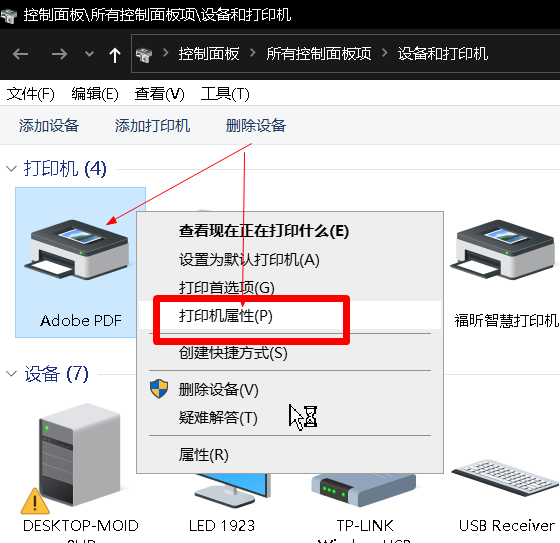 控制面板\所有控制面板项\设备和打印机
控制面板 所有控制面板项 设备和打印机
文件(F) 编辑(E) 查看(V) 工具(T)
添加设备 添加打印机 删除设备
打印机 (4)
查看现在正在打印什么(E)
设置为默认打印机(A)
打印首选项(G)
打印机属性(P)
创建快捷方式(S)
删除设备(V)
疑难解答(T)
属性(R)
Adobe PDF
福昕智慧打印机
设备 (7)
DESKTOP-MOID
LED 1923
TP-LINK
USB Receiver